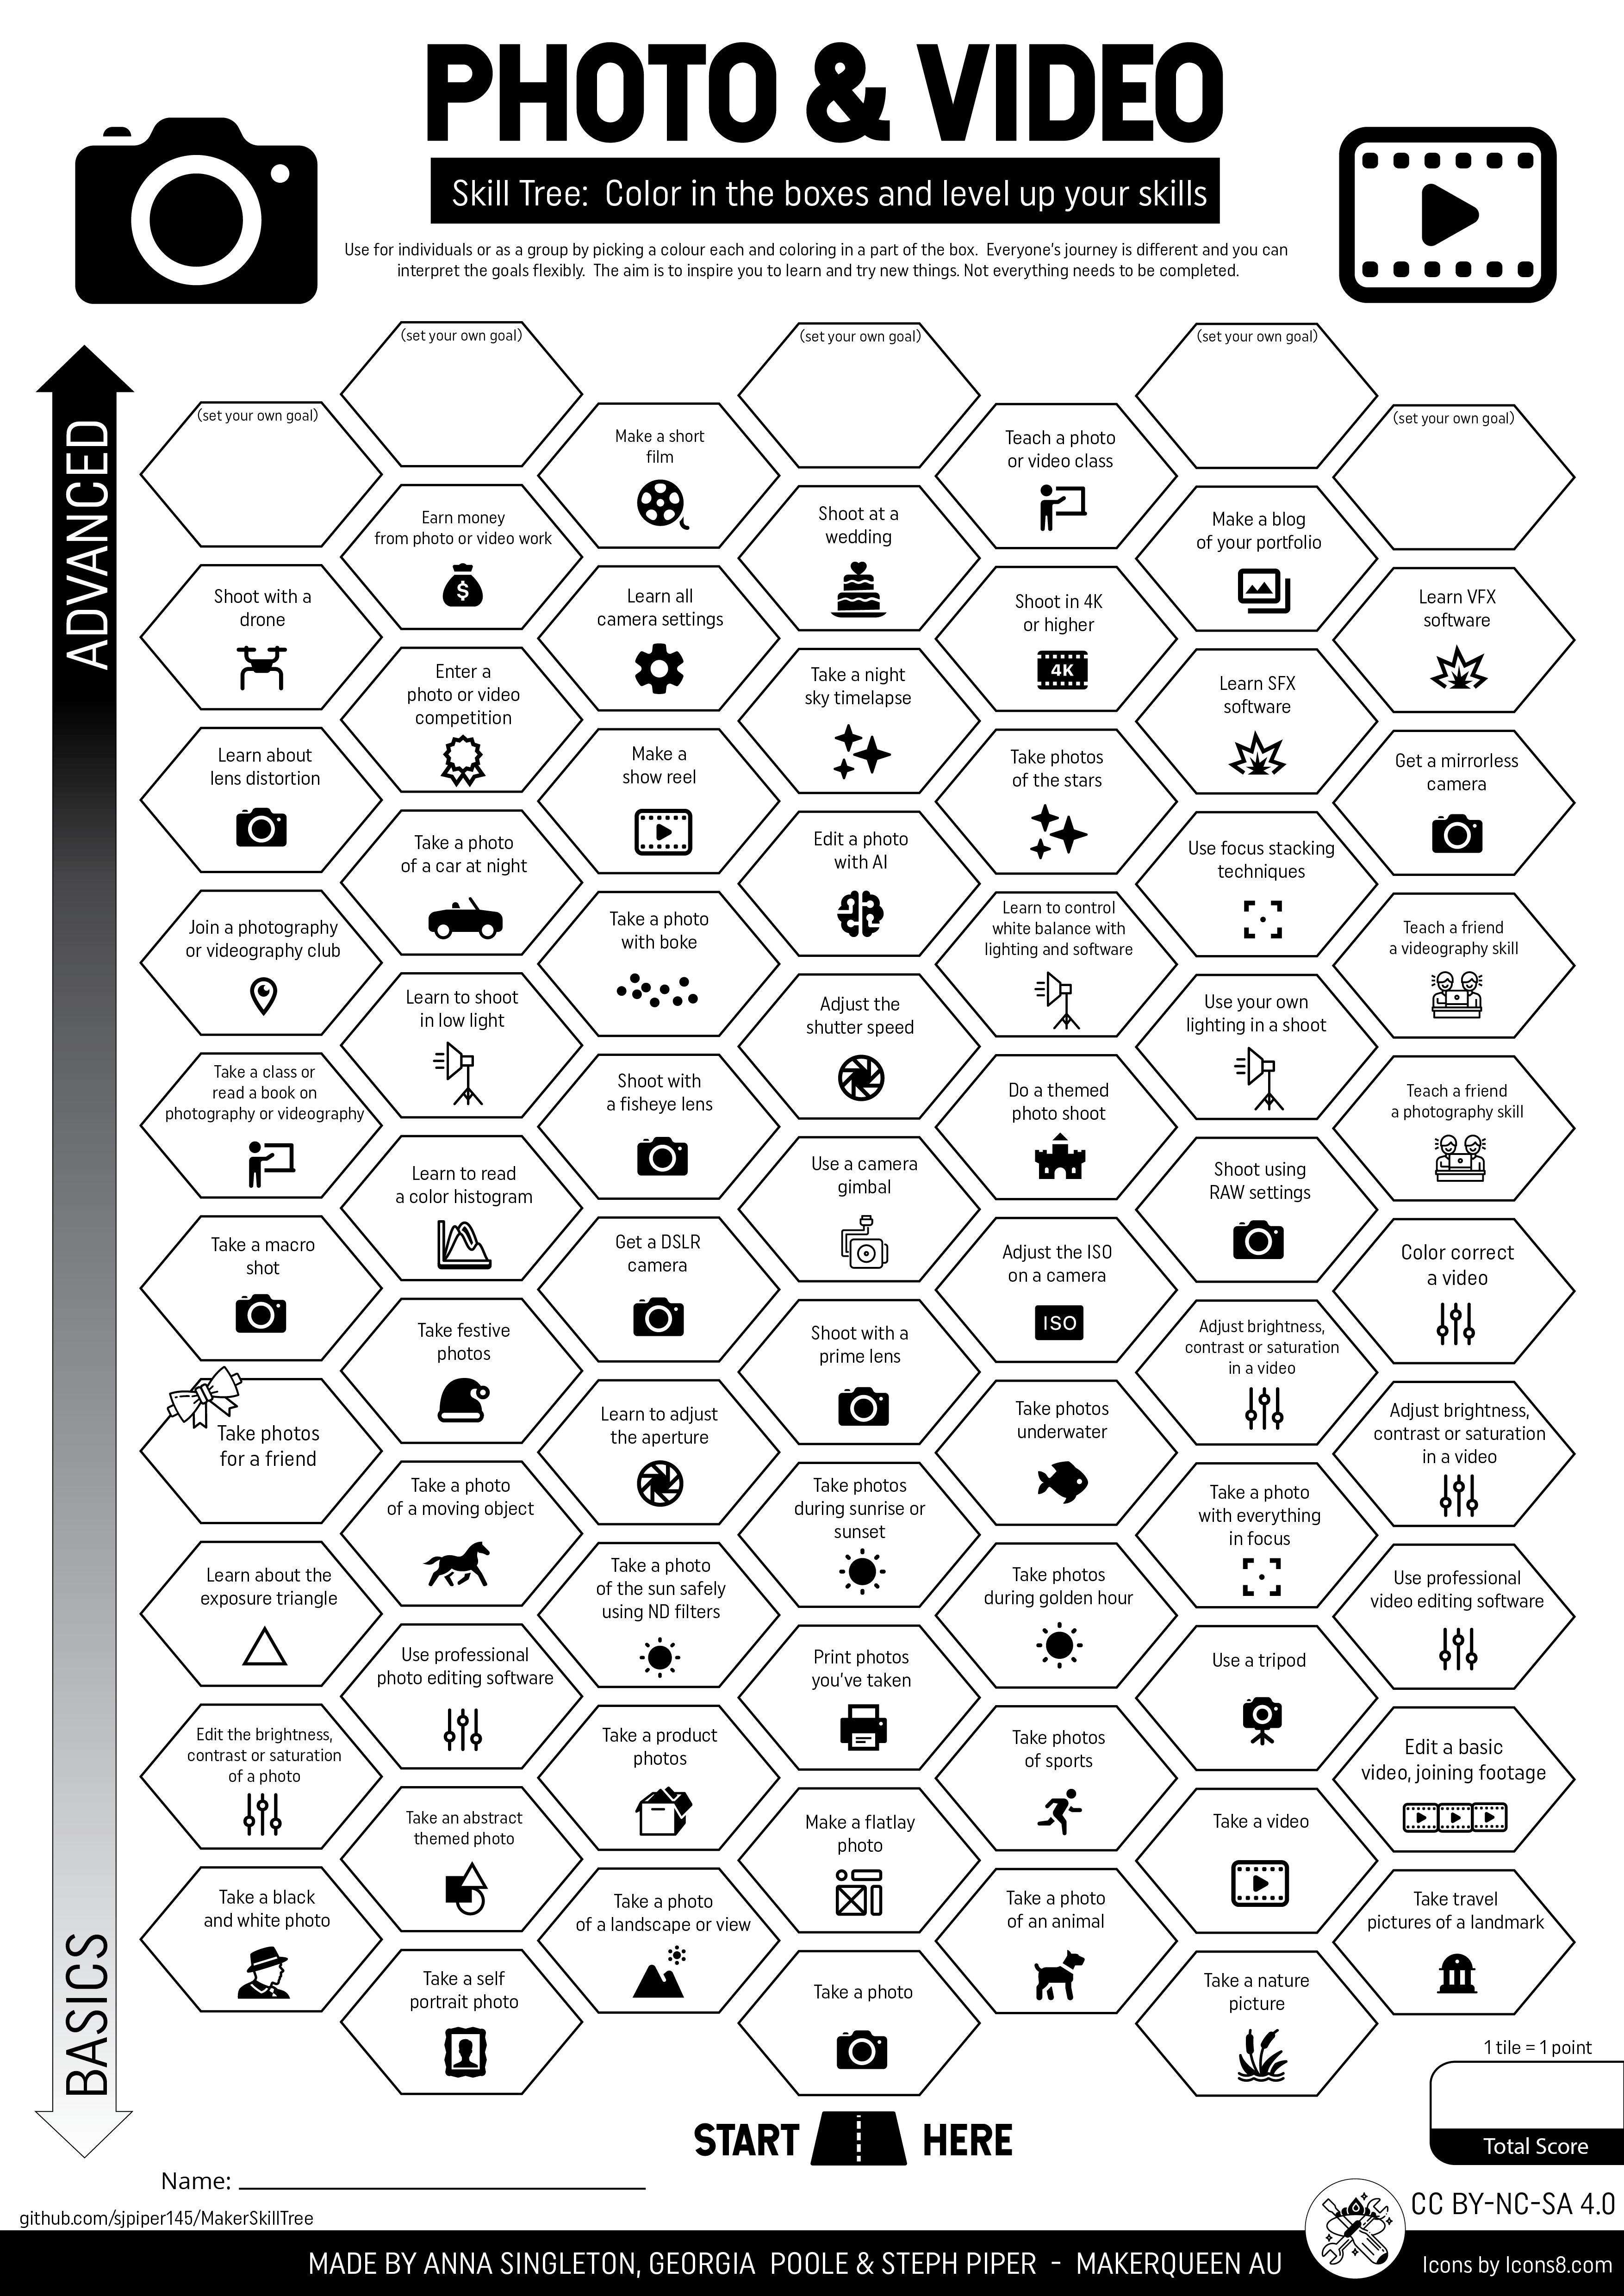 PHOTO & VIDEO
Skill Tree:  Color in the boxes and level up your skills
Use for individuals or as a group by picking a colour each and coloring in a part of the box.  Everyone's journey is different and you can
interpret the goals flexibly.  The aim is to inspire you to learn and try new things. Not everything needs to be completed.
ADVANCED
BASICS
(set your own goal)
(set your own goal)
(set your own goal)
(set your own goal)
(set your own goal)
Make a short
film
Teach a photo
or video class
Earn money
from photo or video work
$
Shoot at a
wedding
Make a blog
of your portfolio
Shoot with a
drone
Learn all
camera settings
Shoot in 4K
or higher
4K
Learn VFX
software
Enter a
photo or video
competition
Take a night
sky timelapse
Learn SFX
software
Learn about
lens distortion
Make a
show reel
Take photos
of the stars
Get a mirrorless
camera
Take a photo
of a car at night
Edit a photo
with AI
Use focus stacking
techniques
Join a photography
or videography club
Take a photo
with boke
Learn to control
white balance with
lighting and software
Teach a friend
a videography skill
Learn to shoot
in low light
Adjust the
shutter speed
Use your own
lighting in a shoot
Take a class or
read a book on
photography or videography
Shoot with
a fisheye lens
Do a themed
photo shoot
Teach a friend
a photography skill
Learn to read
a color histogram
Use a camera
gimbal
Shoot using
RAW settings
Take a macro
shot
Get a DSLR
camera
Adjust the ISO
on a camera
ISO
Color correct
a video
Take festive
photos
Shoot with a
prime lens
Adjust brightness,
contrast or saturation
in a video
Take photos
for a friend
Learn to adjust
the aperture
Take photos
underwater
Adjust brightness,
contrast or saturation
in a video
Take a photo
of a moving object
Take photos
during sunrise or
sunset
Take a photo
with everything
in focus
Learn about the
exposure triangle
Take a photo
of the sun safely
using ND filters
Take photos
during golden hour
Use professional
video editing software
Use professional
photo editing software
Print photos
you've taken
Use a tripod
Edit the brightness,
contrast or saturation
of a photo
Take a product
photos
Take photos
of sports
Edit a basic
video, joining footage
Take an abstract
themed photo
Make a flatlay
photo
Take a video
Take a black
and white photo
Take a photo
of a landscape or view
Take a photo
of an animal
Take travel
pictures of a landmark
Take a self
portrait photo
Take a photo
Take a nature
picture
1 tile = 1 point
Total Score
START HERE
Name:
github.com/sjpiper145/MakerSkillTree
CC BY-NC-SA 4.0
MADE BY ANNA SINGLETON, GEORGIA  POOLE & STEPH PIPER  -  MAKERQUEEN AU
Icons by Icons8.com